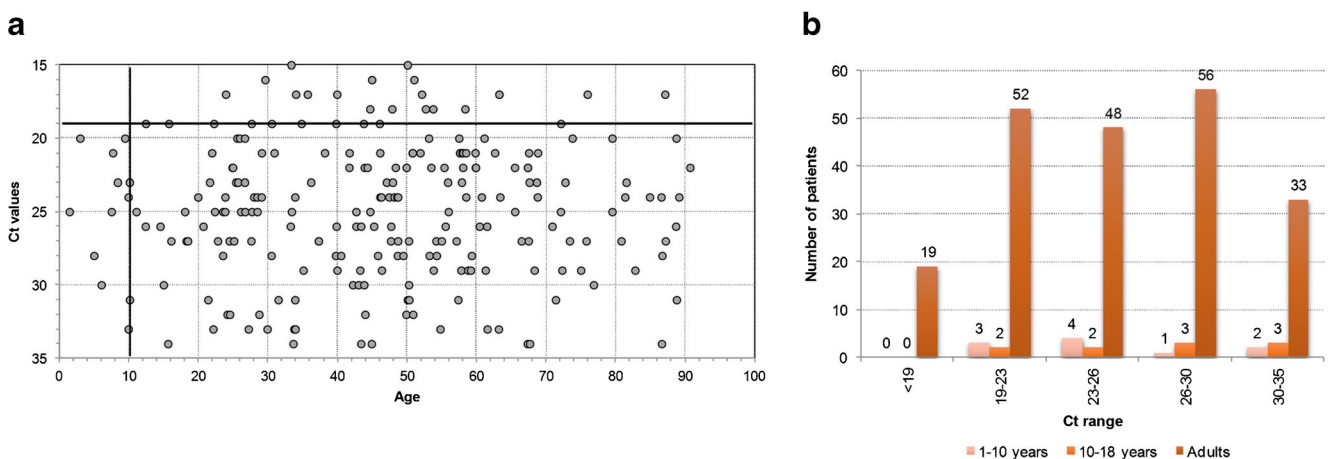 a
15
20
25
30
35
Ct values
0 10 20 30 40 50 60 70 80 90 100
Age
b
60
50
40
30
20
10
0
Number of patients
0 0 19
3 2 52
4 2 48
1 3 56
2 3 33
<19 19-23 23-26 26-30 30-35
Ct range
1-10 years 10-18 years Adults